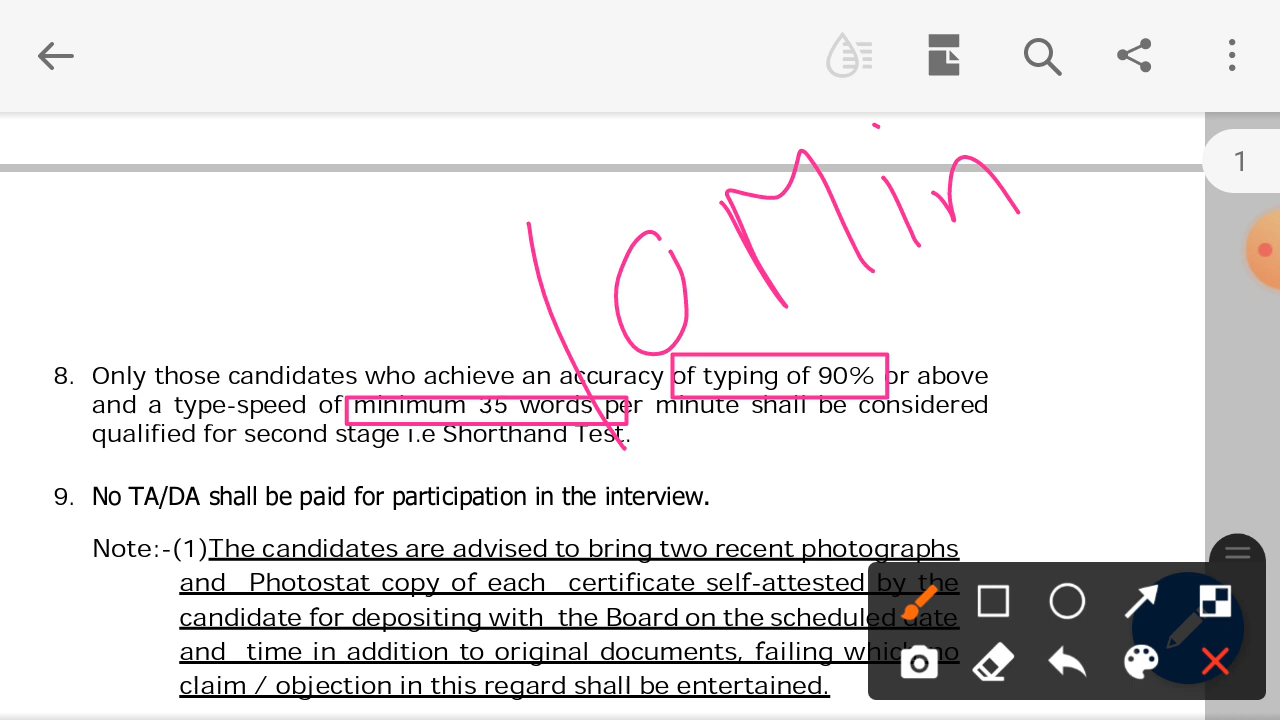 1
10 Min
8. Only those candidates who achieve an accuracy of typing of 90% or above
and a type-speed of minimum 35 words per minute shall be considered
qualified for second stage i.e Shorthand Test.
9. No TA/DA shall be paid for participation in the interview.
Note:-(1)The candidates are advised to bring two recent photographs
and Photostat copy of each certificate self-attested by the
candidate for depositing with the Board on the scheduled date
and time in addition to original documents, failing which no
claim / objection in this regard shall be entertained.